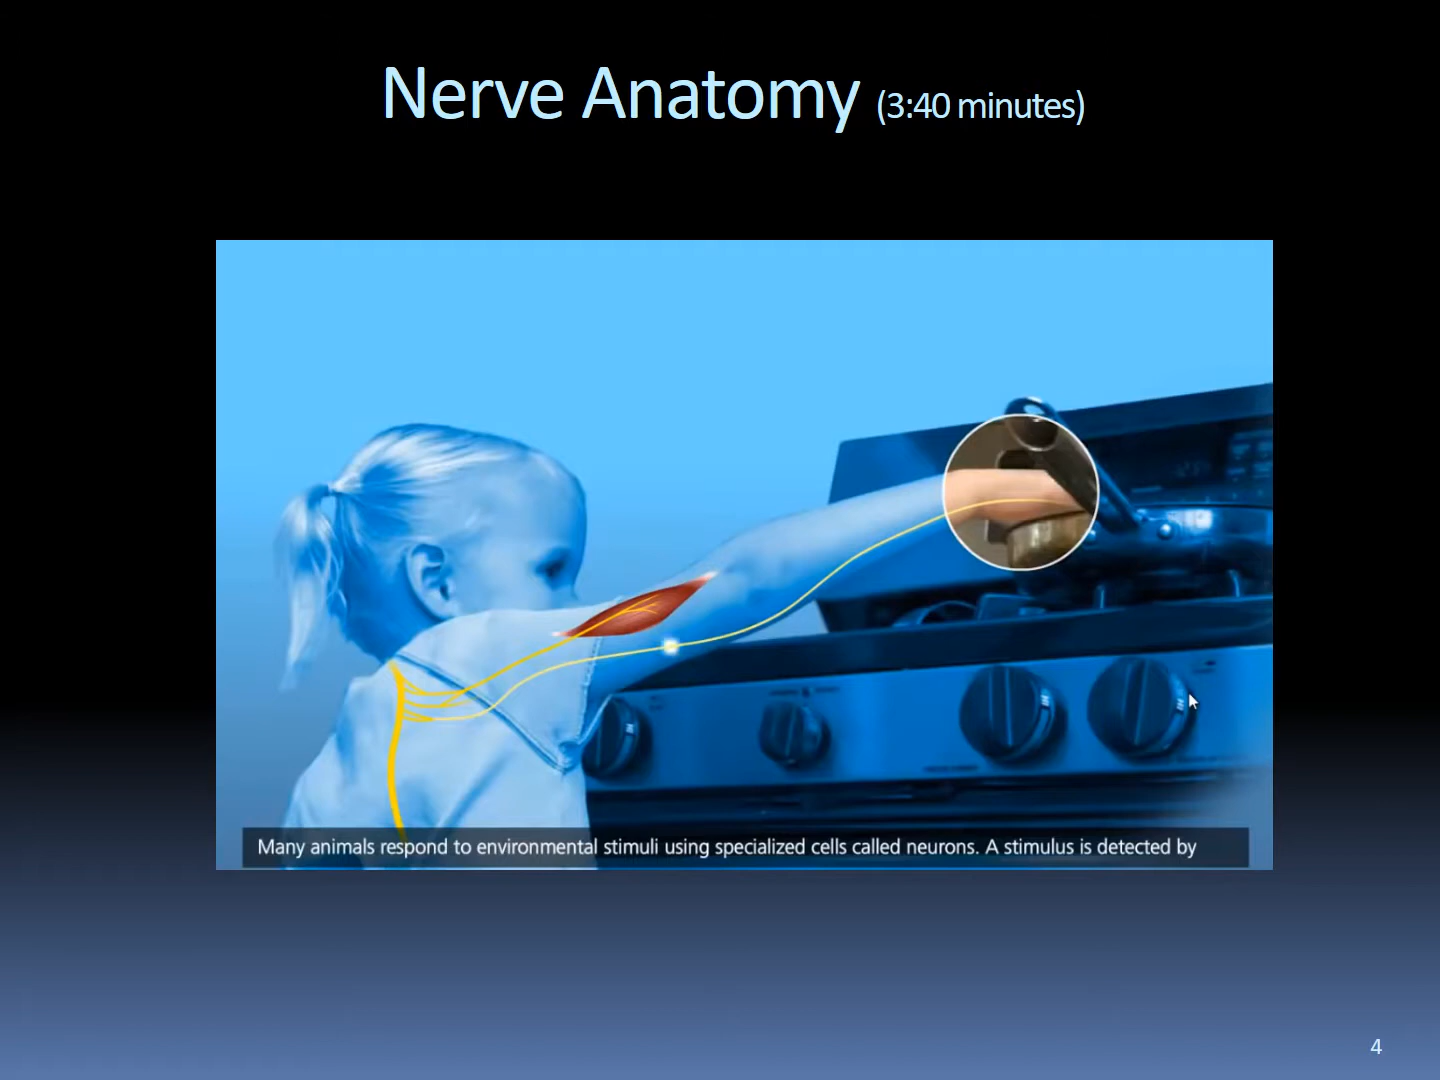 Nerve Anatomy (3:40 minutes)
Many animals respond to environmental stimuli using specialized cells called neurons. A stimulus is detected by
4